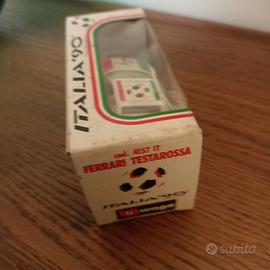 ITALIA'90
cod. 4157 IT
FERRARI TESTAROSSA
ITALIA'90
burago
subito